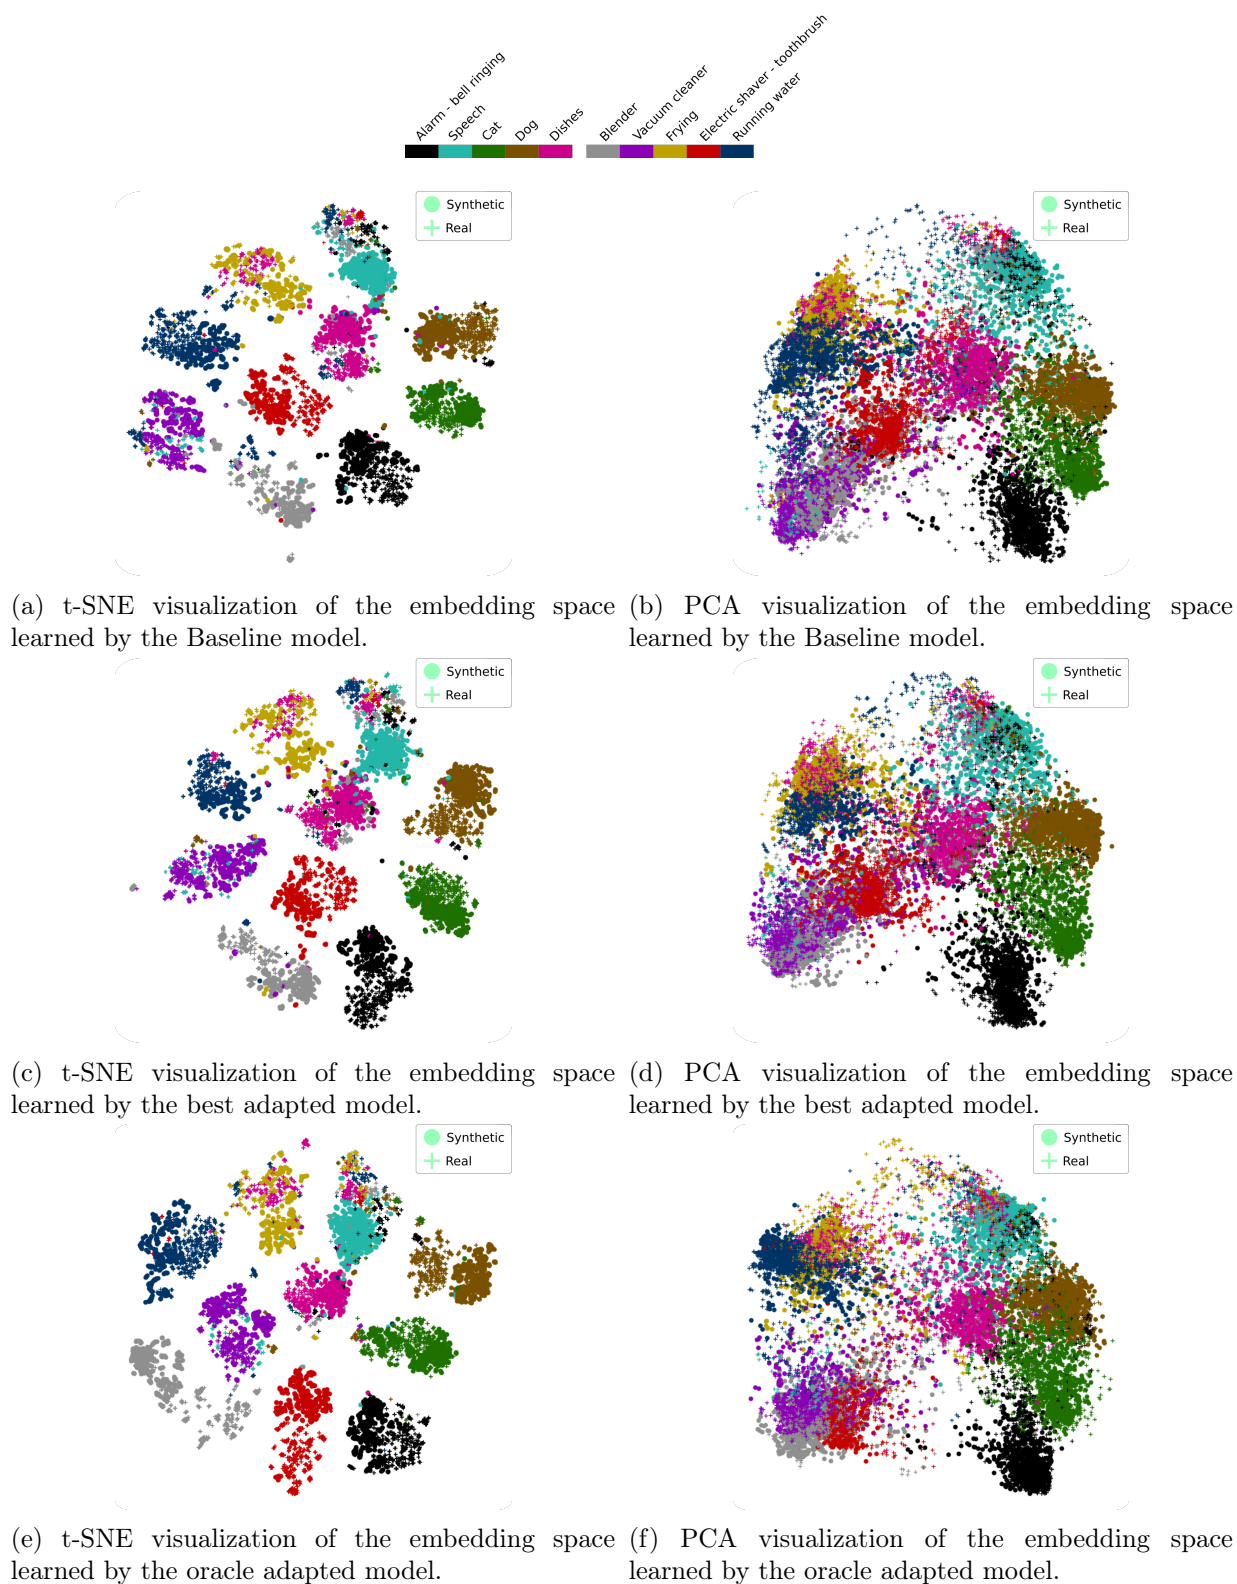 Alarm - bell ringing
Speech
Cat
Dog
Dishes
Blender
Vacuum cleaner
Frying
Electric shaver - toothbrush
Running water
Synthetic
Real
Synthetic
Real
(a) t-SNE visualization of the embedding space
learned by the Baseline model.
(b) PCA visualization of the embedding space
learned by the Baseline model.
Synthetic
Real
Synthetic
Real
(c) t-SNE visualization of the embedding space
learned by the best adapted model.
(d) PCA visualization of the embedding space
learned by the best adapted model.
Synthetic
Real
Synthetic
Real
(e) t-SNE visualization of the embedding space
learned by the oracle adapted model.
(f) PCA visualization of the embedding space
learned by the oracle adapted model.